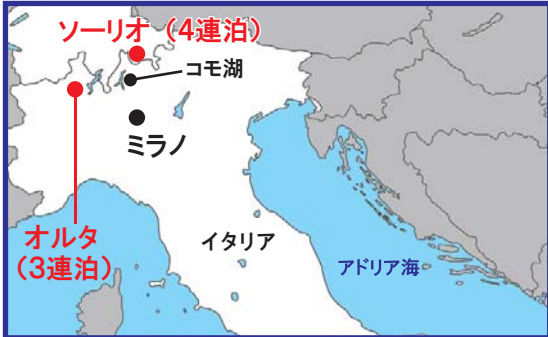 ソーリオ（4連泊）
コモ湖
ミラノ
オルタ
（3連泊）
イタリア
アドリア海